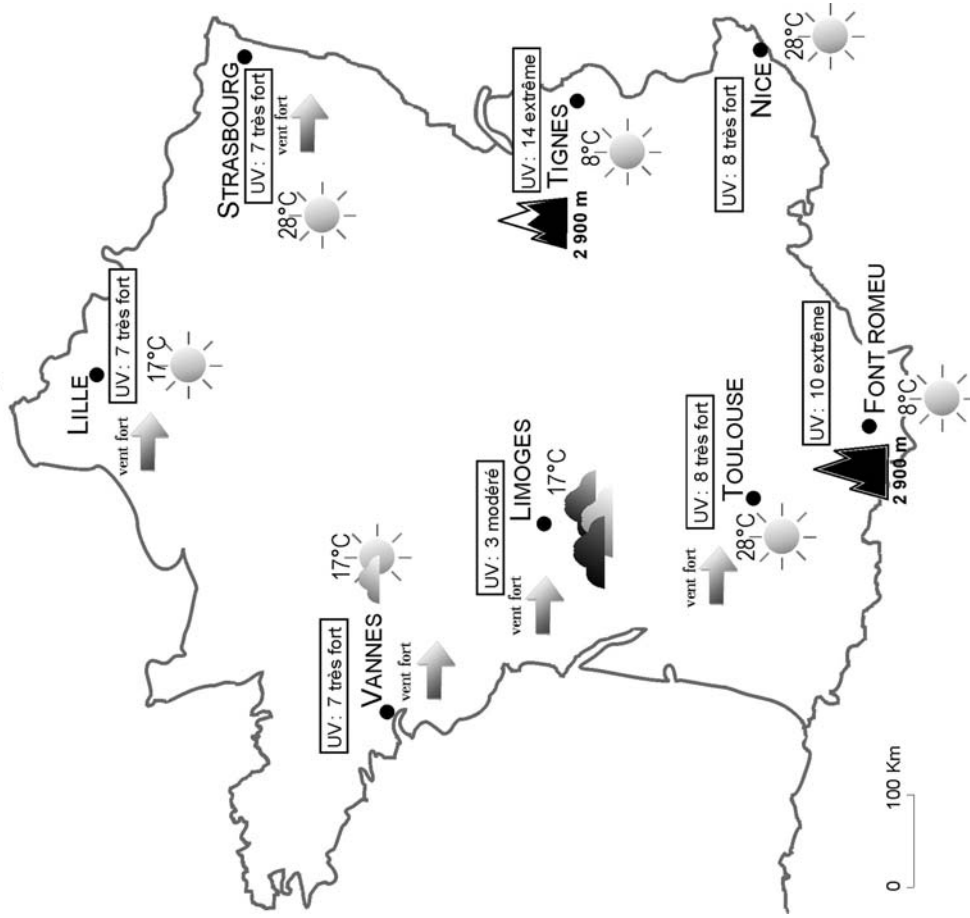 LILLE
UV: 7 très fort
17°C
vent fort
STRASBOURG
UV: 7 très fort
vent fort
28°C
UV: 7 très fort
VANNES
17°C
vent fort
UV: 3 modéré
LIMOGES
17°C
vent fort
UV: 14 extrême
TIGNES
8°C
2 900 m
UV: 8 très fort
TOULOUSE
28°C
vent fort
UV: 8 très fort
NICE
28°C
UV: 10 extrême
FONT ROMEU
8°C
2 900 m
0 100 Km